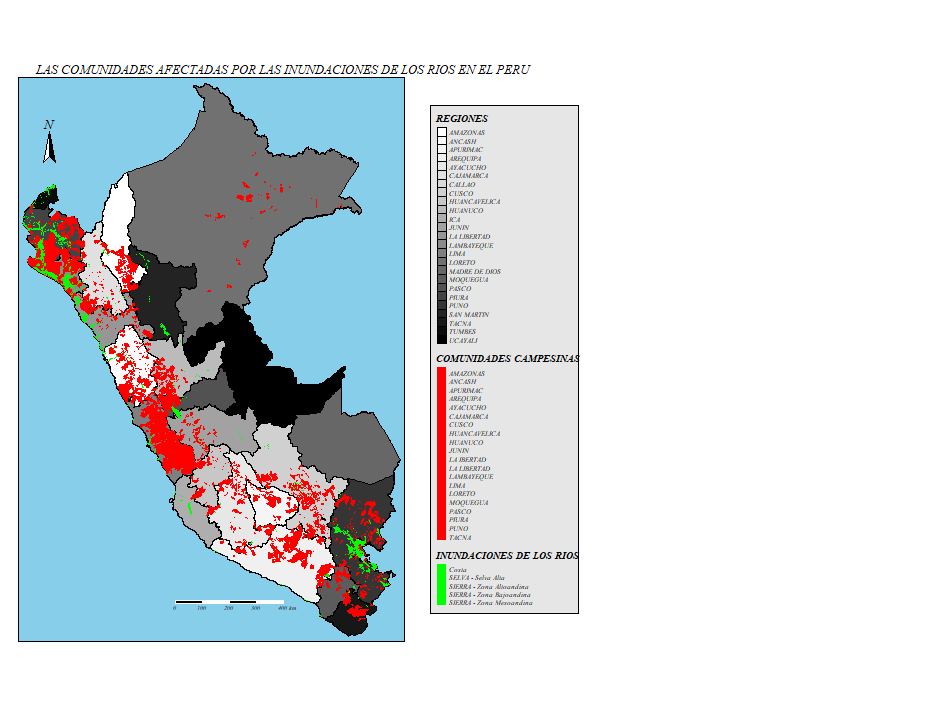 LAS COMUNIDADES AFECTADAS POR LAS INUNDACIONES DE LOS RIOS EN EL PERU
N
0 100 200 300 400 km
REGIONES
AMAZONAS
ANCASH
APURIMAC
AREQUIPA
AYACUCHO
CAJAMARCA
CALLAO
CUSCO
HUANCAVELICA
HUANUCO
ICA
JUNIN
LA LIBERTAD
LAMBAYEQUE
LIMA
LORETO
MADRE DE DIOS
MOQUEGUA
PASCO
PIURA
PUNO
SAN MARTIN
TACNA
TUMBES
UCAYALI
COMUNIDADES CAMPESINAS
AMAZONAS
ANCASH
APURIMAC
AREQUIPA
AYACUCHO
CAJAMARCA
CUSCO
HUANCAVELICA
HUANUCO
JUNIN
LA IBERTAD
LA LIBERTAD
LAMBAYEQUE
LIMA
LORETO
MOQUEGUA
PASCO
PIURA
PUNO
TACNA
INUNDACIONES DE LOS RIOS
Costa
SELVA - Selva Alta
SIERRA - Zona Altoandina
SIERRA - Zona Bajoandina
SIERRA - Zona Mesoandina